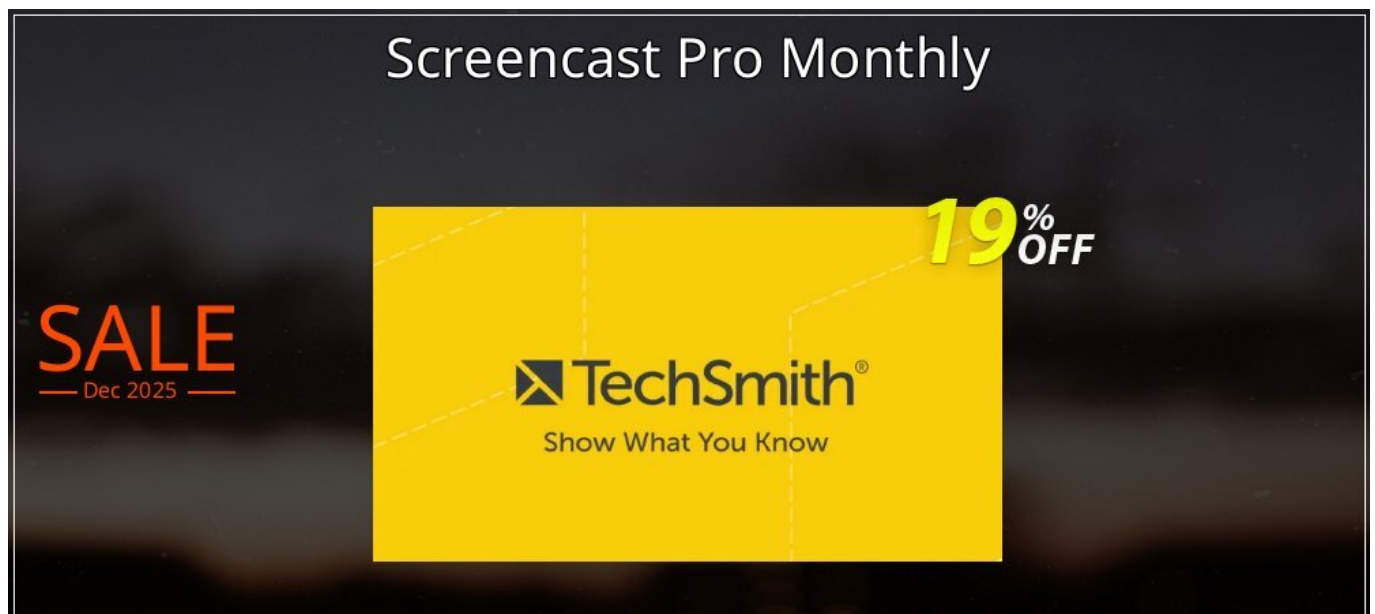 Screencast Pro Monthly
19% OFF
SALE
Dec 2025
TechSmith®
Show What You Know